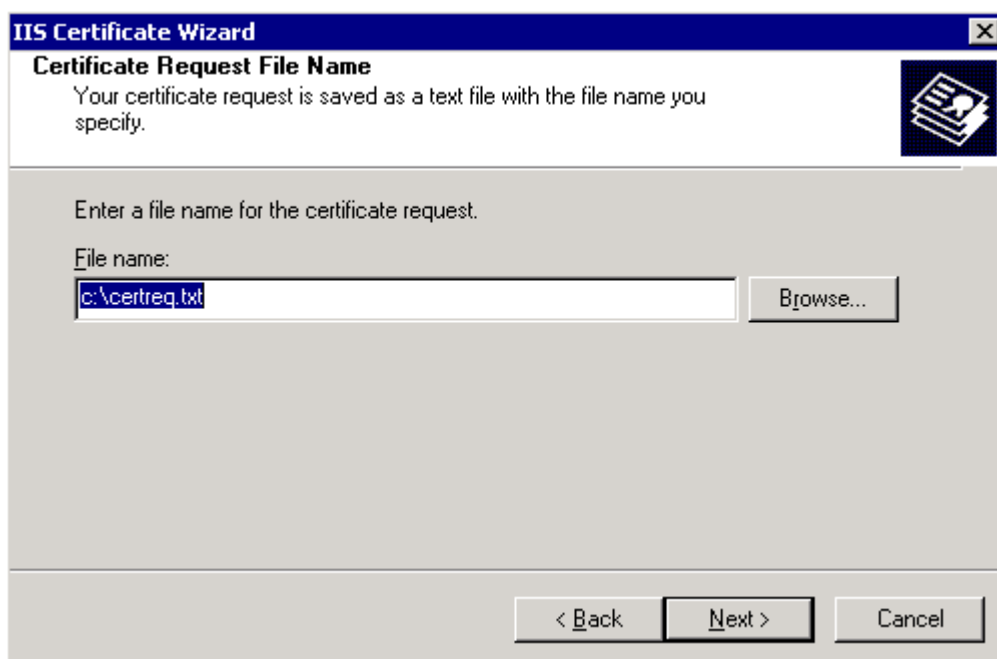 IIS Certificate Wizard
Certificate Request File Name
Your certificate request is saved as a text file with the file name you
specify.
Enter a file name for the certificate request.
File name:
c:\certreq.txt
Browse...
< Back
Next >
Cancel